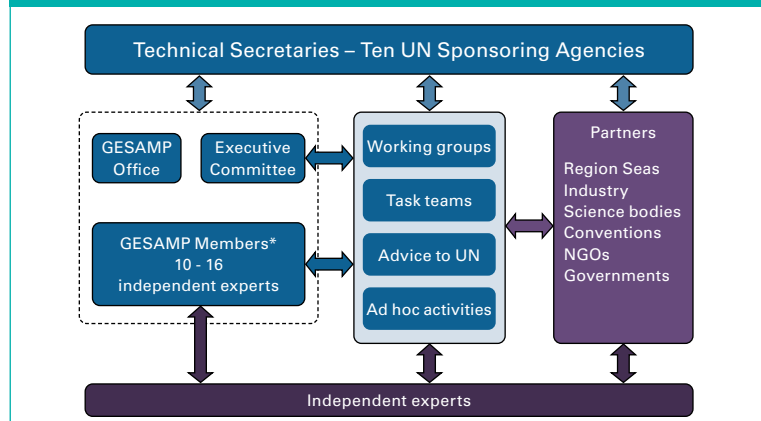 Technical Secretaries – Ten UN Sponsoring Agencies
GESAMP
Office
Executive
Committee
GESAMP Members*
10 - 16
independent experts
Working groups
Task teams
Advice to UN
Ad hoc activities
Partners
Region Seas
Industry
Science bodies
Conventions
NGOs
Governments
Independent experts